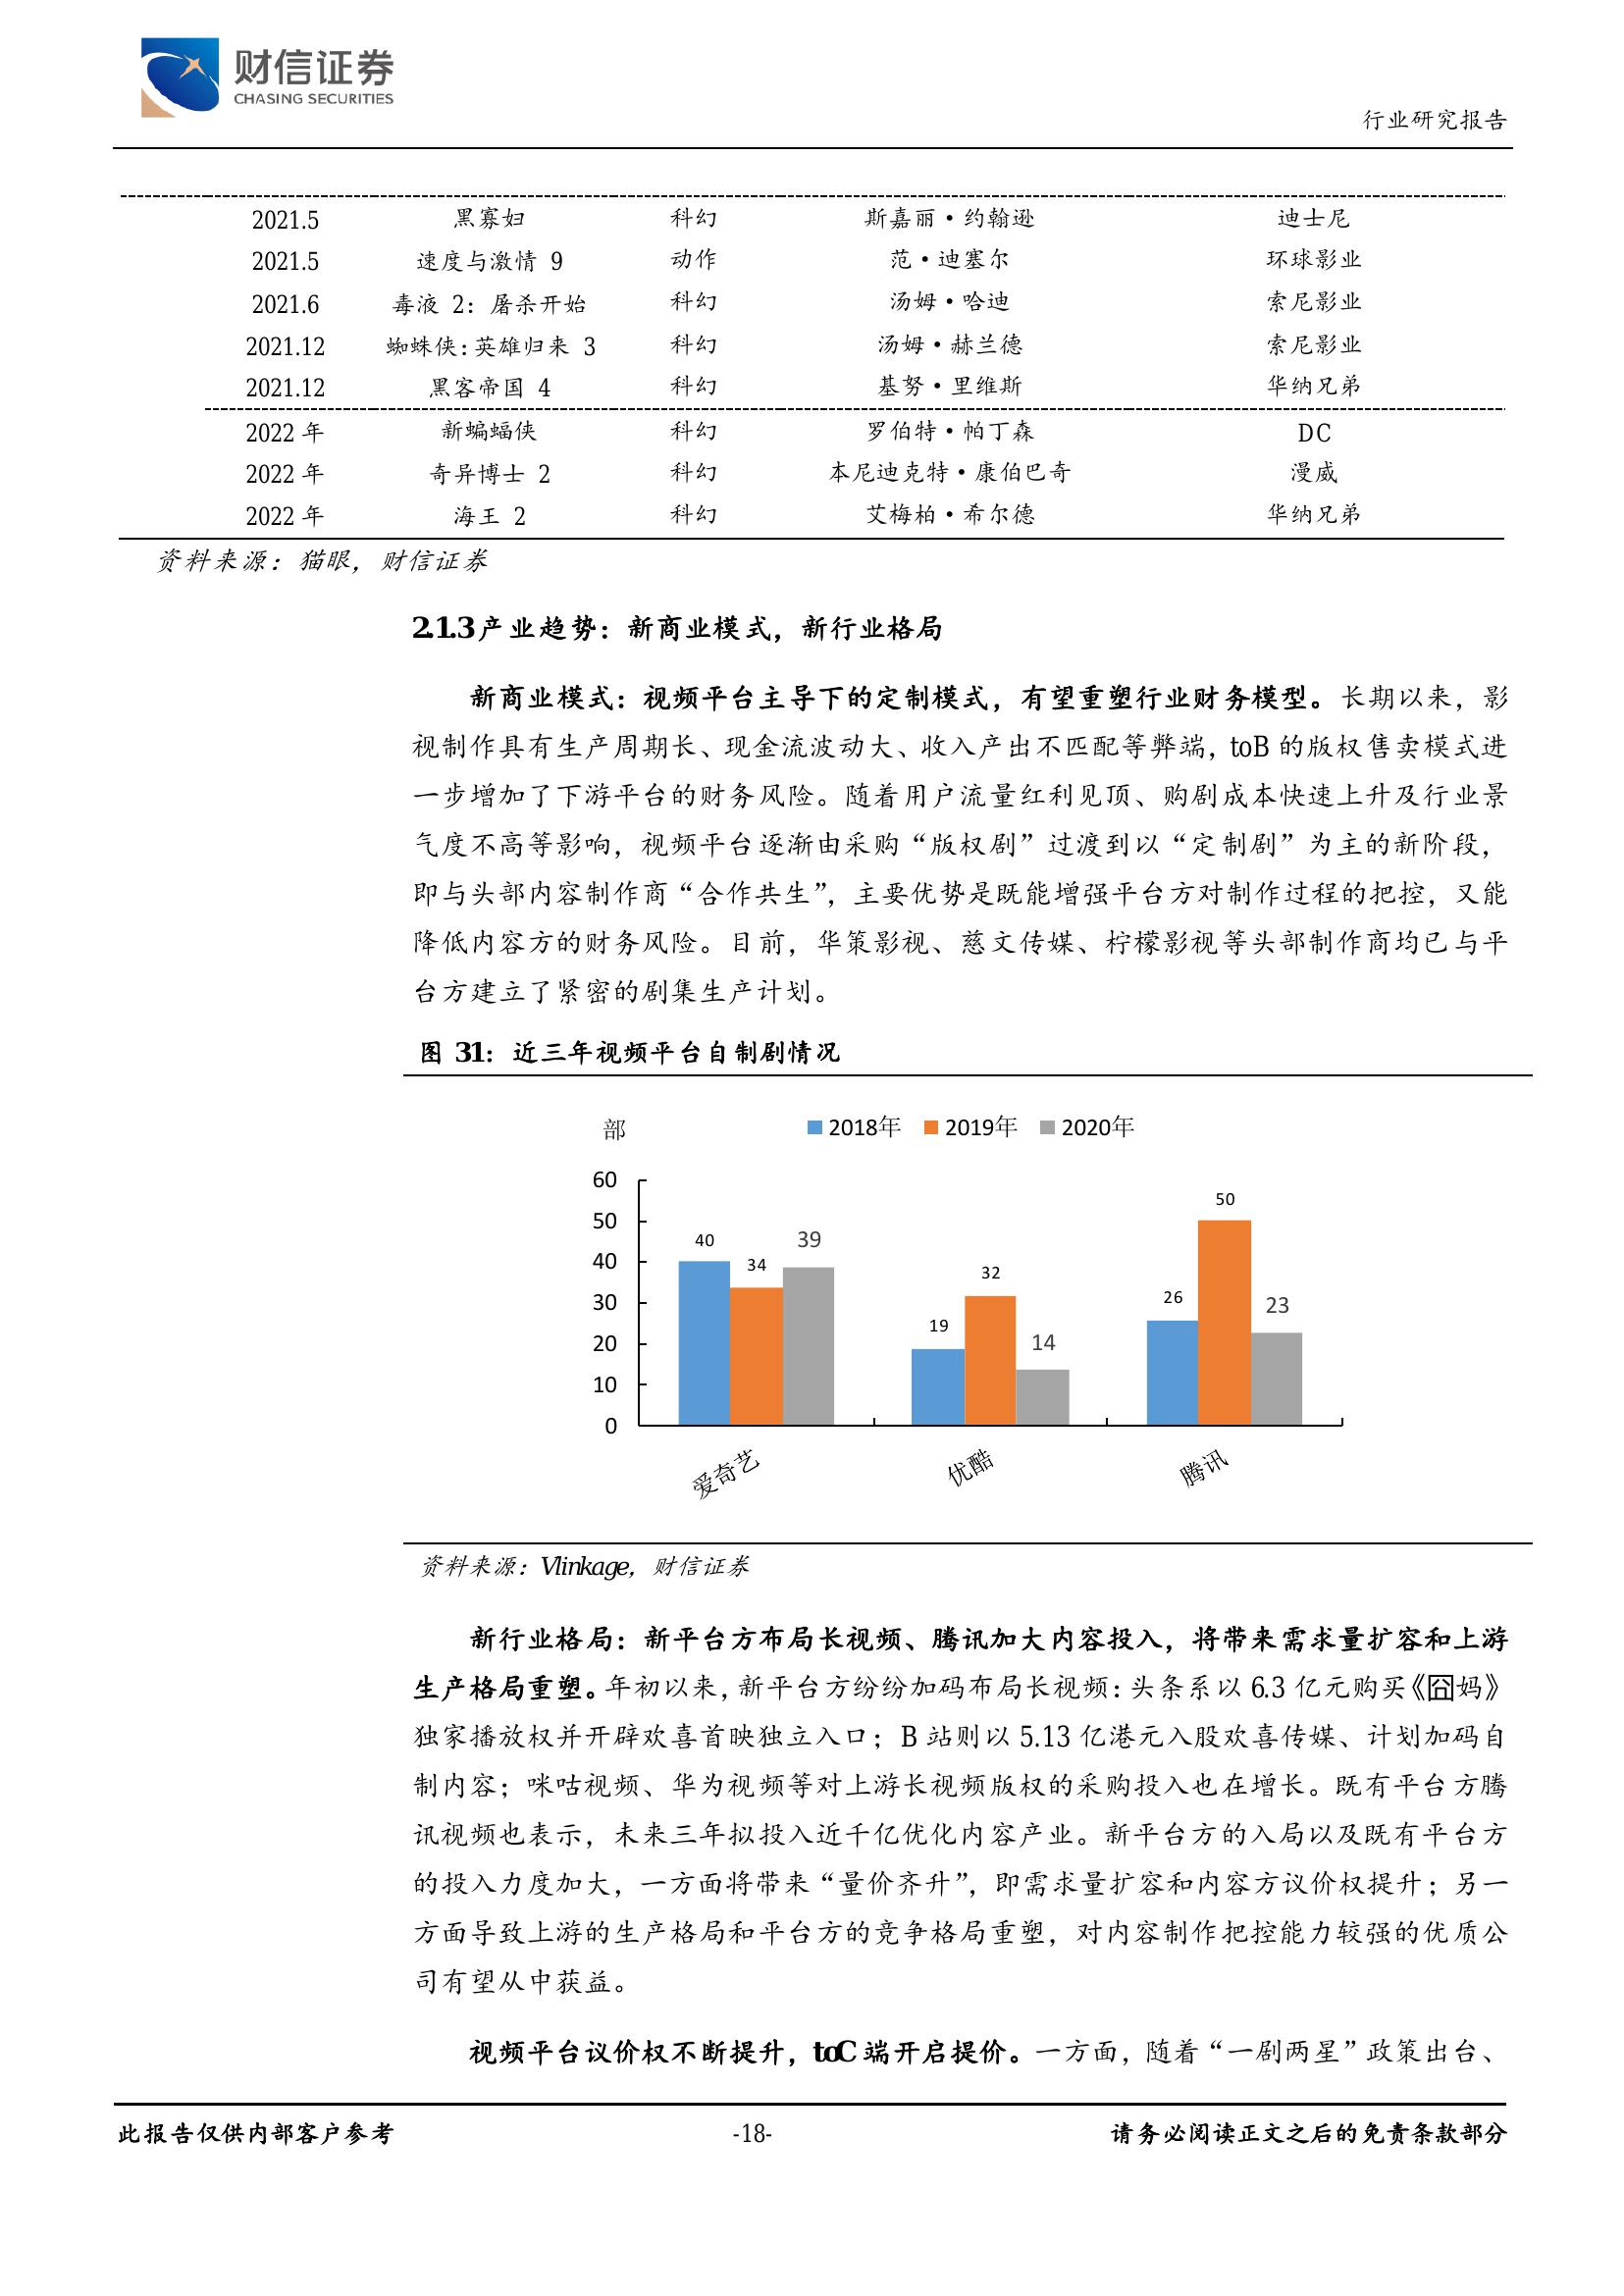 财信证券
CHASING SECURITIES
行业研究报告
2021.5 黑寡妇 科幻 斯嘉丽·约翰逊 迪士尼
2021.5 速度与激情 9 动作 范·迪塞尔 环球影业
2021.6 毒液 2：屠杀开始 科幻 汤姆·哈迪 索尼影业
2021.12 蜘蛛侠：英雄归来 3 科幻 汤姆·赫兰德 索尼影业
2021.12 黑客帝国 4 科幻 基努·里维斯 华纳兄弟
2022 年 新蝙蝠侠 科幻 罗伯特·帕丁森 DC
2022 年 奇异博士 2 科幻 本尼迪克特·康伯巴奇 漫威
2022 年 海王 2 科幻 艾梅柏·希尔德 华纳兄弟
资料来源：猫眼，财信证券
2.1.3 产业趋势：新商业模式，新行业格局
新商业模式：视频平台主导下的定制模式，有望重塑行业财务模型。长期以来，影
视制作具有生产周期长、现金流波动大、收入产出不匹配等弊端，toB 的版权售卖模式进
一步增加了下游平台的财务风险。随着用户流量红利见顶、购剧成本快速上升及行业景
气度不高等影响，视频平台逐渐由采购“版权剧”过渡到以“定制剧”为主的新阶段，
即与头部内容制作商“合作共生”，主要优势是既能增强平台方对制作过程的把控，又能
降低内容方的财务风险。目前，华策影视、慈文传媒、柠檬影视等头部制作商均已与平
台方建立了紧密的剧集生产计划。
图 31：近三年视频平台自制剧情况
部
2018年 2019年 2020年
60
50
40
30
20
10
0
40 34 39
19 32 14
26 50 23
爱奇艺 优酷 腾讯
资料来源：Vlinkage，财信证券
新行业格局：新平台方布局长视频、腾讯加大内容投入，将带来需求量扩容和上游
生产格局重塑。年初以来，新平台方纷纷加码布局长视频：头条系以 6.3 亿元购买《囧妈》
独家播放权并开辟欢喜首映独立入口；B 站则以 5.13 亿港元入股欢喜传媒、计划加码自
制内容；咪咕视频、华为视频等对上游长视频版权的采购投入也在增长。既有平台方腾
讯视频也表示，未来三年拟投入近千亿优化内容产业。新平台方的入局以及既有平台方
的投入力度加大，一方面将带来“量价齐升”，即需求量扩容和内容方议价权提升；另一
方面导致上游的生产格局和平台方的竞争格局重塑，对内容制作把控能力较强的优质公
司有望从中获益。
视频平台议价权不断提升，toC 端开启提价。一方面，随着“一剧两星”政策出台、
此报告仅供内部客户参考 -18- 请务必阅读正文之后的免责条款部分